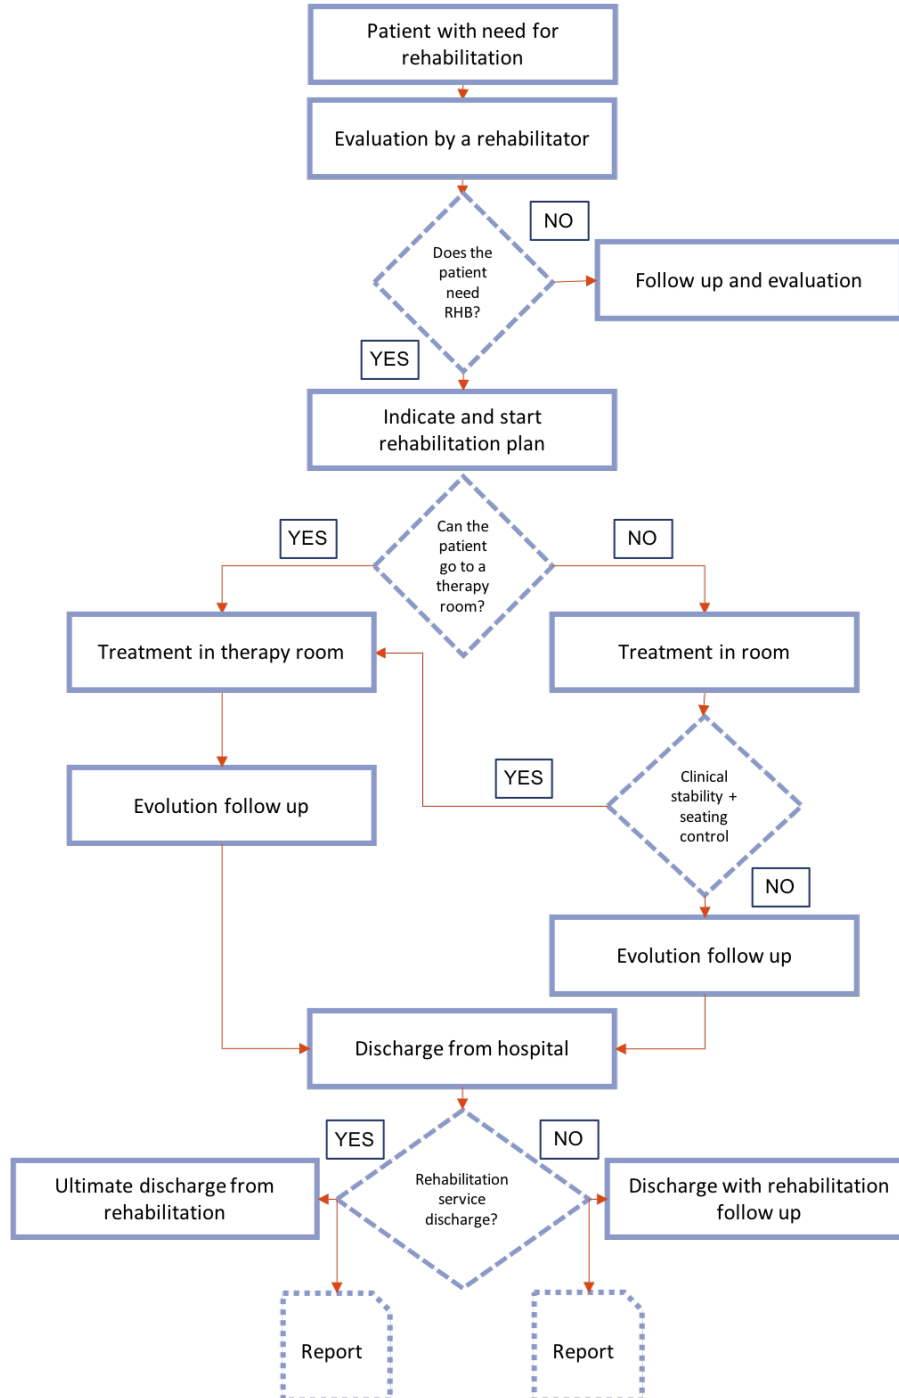 Patient with need for
rehabilitation
Evaluation by a rehabilitator
NO
Does the
patient
need
RHB?
Follow up and evaluation
YES
Indicate and start
rehabilitation plan
YES
Can the
patient
go to a
therapy
room?
NO
Treatment in therapy room
Treatment in room
YES
Clinical
stability +
seating
control
Evolution follow up
NO
Evolution follow up
Discharge from hospital
YES
NO
Ultimate discharge from
rehabilitation
Rehabilitation
service
discharge?
Discharge with rehabilitation
follow up
Report
Report